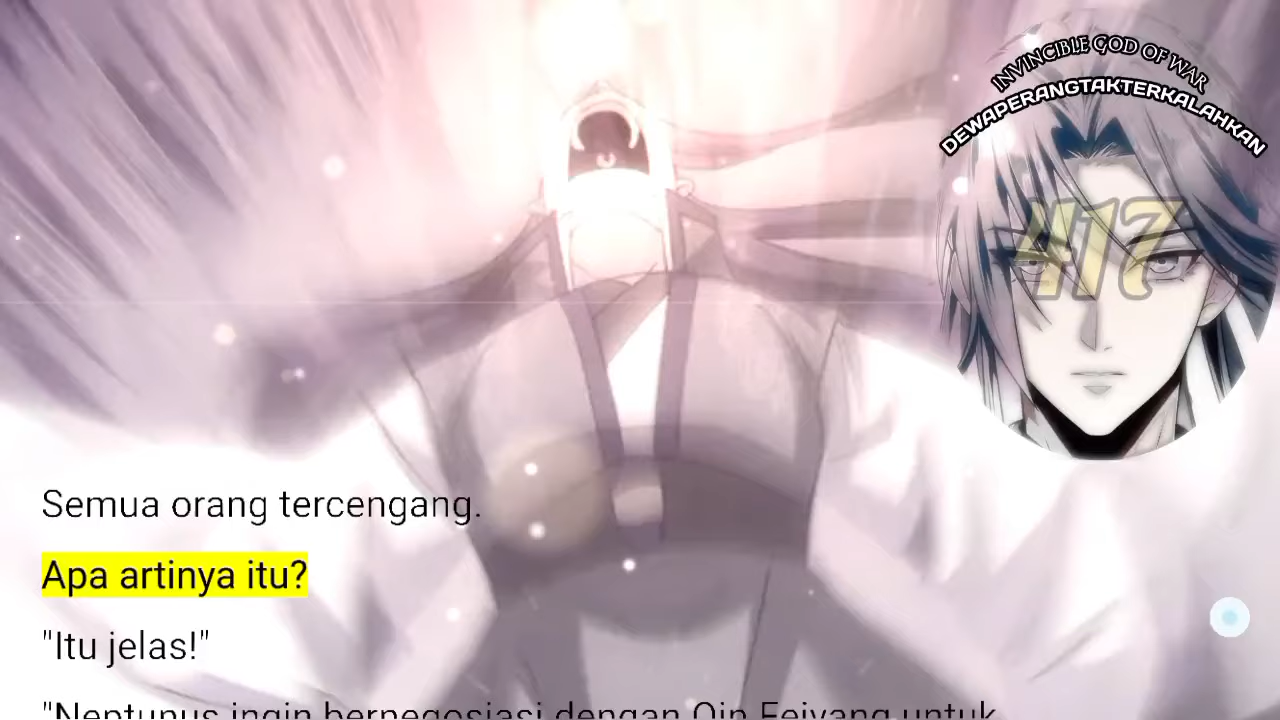 INVINCIBLE GOD OF WAR
DEWAPERANGTAKTERKALAHKAN
417
Semua orang tercengang.
Apa artinya itu?
"Itu jelas!"
"Neptunus ingin bernegosiasi dengan Qin Feiyang untuk